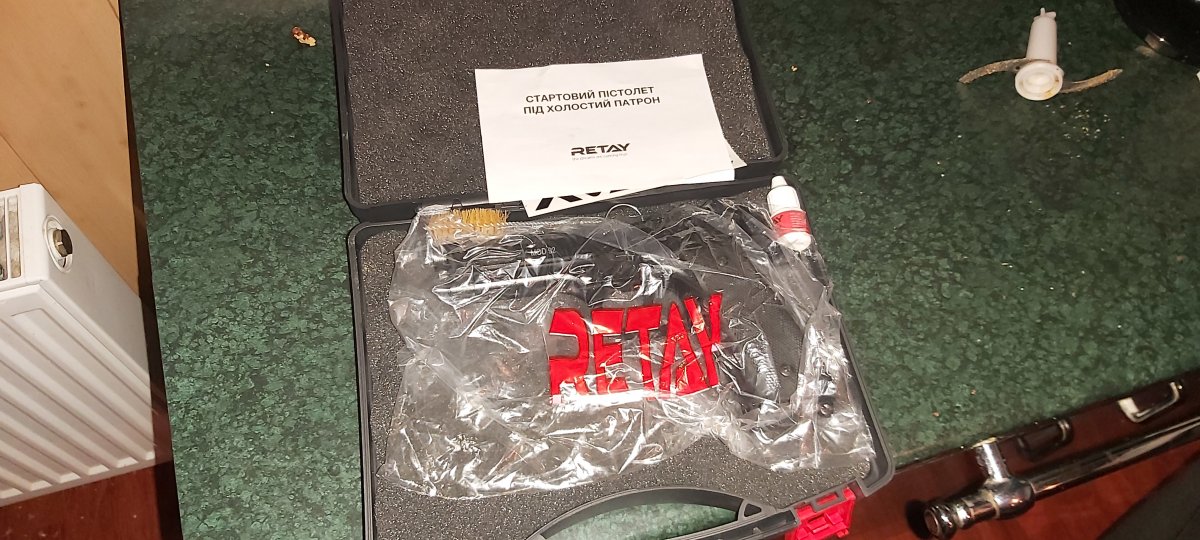 СТАРТОВИЙ ПІСТОЛЕТ
ПІД ХОЛОСТИЙ ПАТРОН
RETAY
RETAY